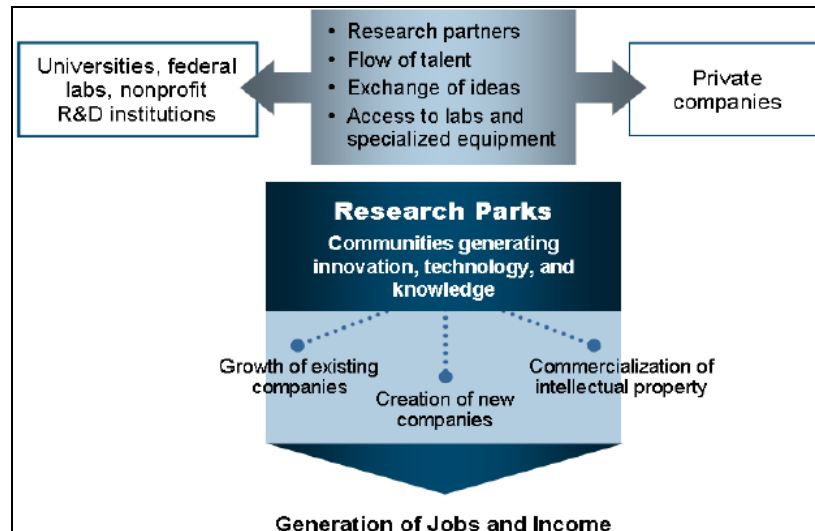 Universities, federal
labs, nonprofit
R&D institutions
• Research partners
• Flow of talent
• Exchange of ideas
• Access to labs and
specialized equipment
Private
companies
Research Parks
Communities generating
innovation, technology, and
knowledge
Growth of existing
companies
Creation of new
companies
Commercialization of
intellectual property
Generation of Jobs and Income